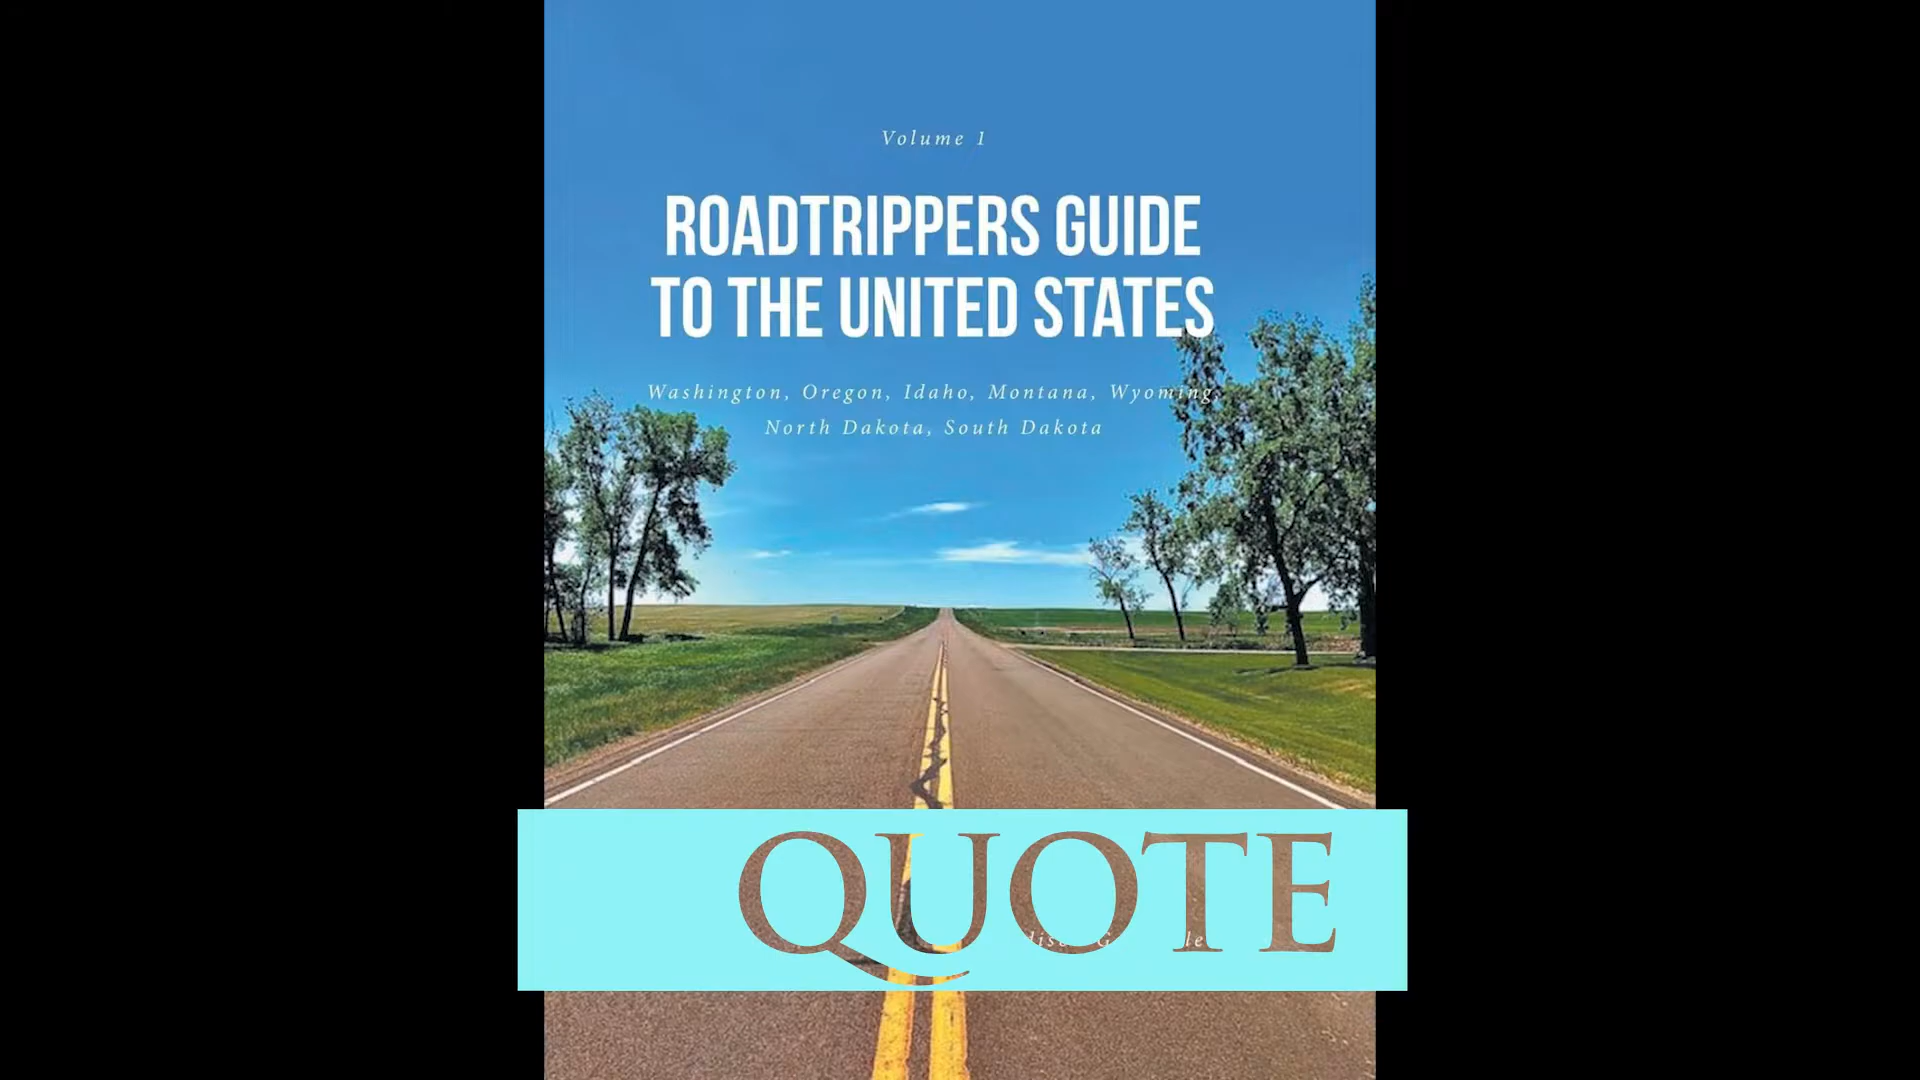 Volume 1
ROADTRIPPERS GUIDE
TO THE UNITED STATES
Washington, Oregon, Idaho, Montana, Wyoming,
North Dakota, South Dakota
QUOTE